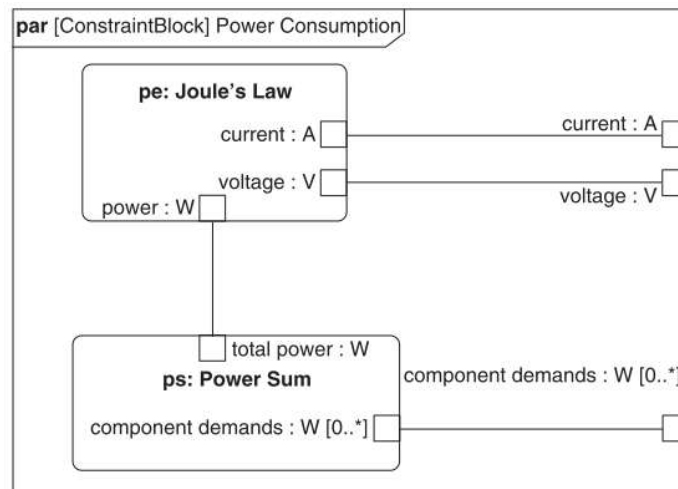 par [ConstraintBlock] Power Consumption
pe: Joule's Law
current : A
current : A
voltage : V
voltage : V
power : W
total power : W
ps: Power Sum
component demands : W [0..*]
component demands : W [0..*]